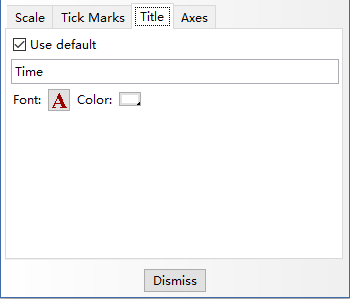 Scale Tick Marks Title Axes
Use default
Time
Font: A Color:
Dismiss